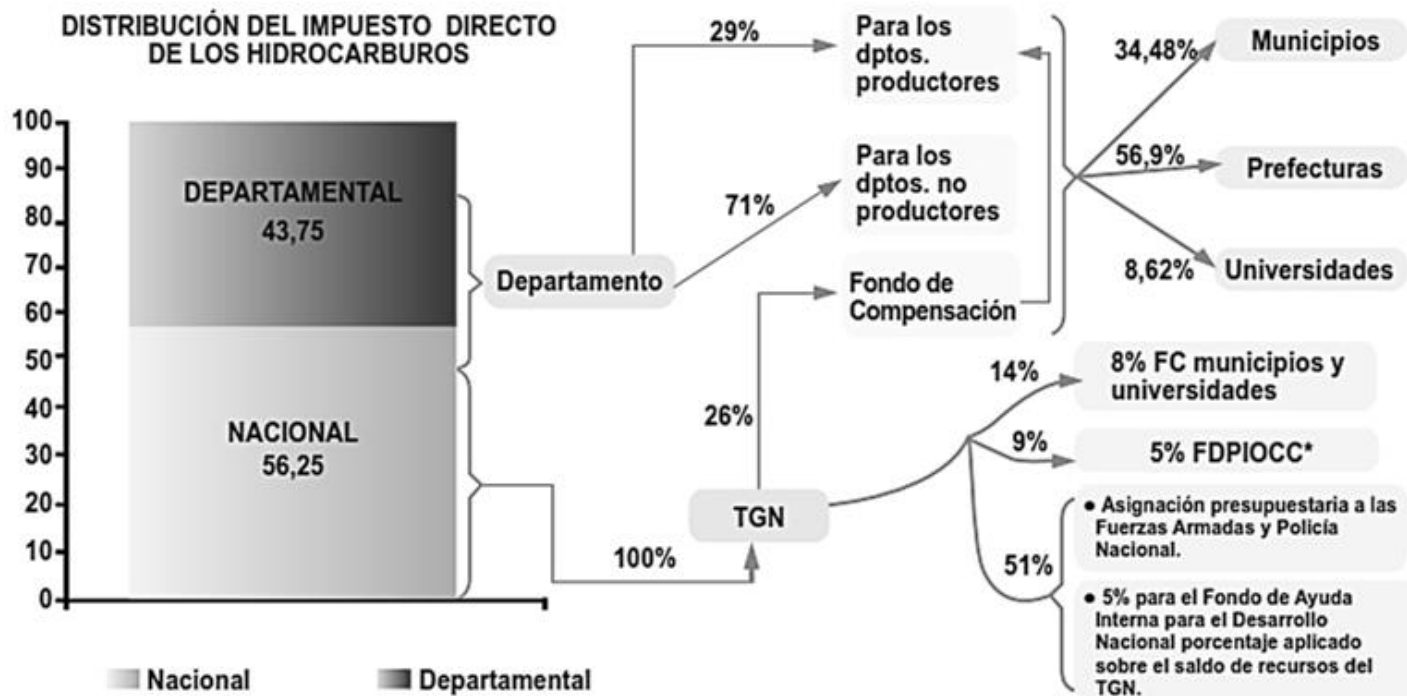 DISTRIBUCIÓN DEL IMPUESTO DIRECTO
DE LOS HIDROCARBUROS
100
90
80
70
60
50
40
30
20
10
0
DEPARTAMENTAL
43,75
NACIONAL
56,25
Nacional
Departamental
Departamento
29%
71%
Para los
dptos.
productores
Para los
dptos. no
productores
Fondo de
Compensación
34,48%
Municipios
56,9%
Prefecturas
8,62%
Universidades
100%
TGN
26%
14%
8% FC municipios y
universidades
9%
5% FDPIOCC*
51%
● Asignación presupuestaria a las
Fuerzas Armadas y Policía
Nacional.
● 5% para el Fondo de Ayuda
Interna para el Desarrollo
Nacional porcentaje aplicado
sobre el saldo de recursos del
TGN.